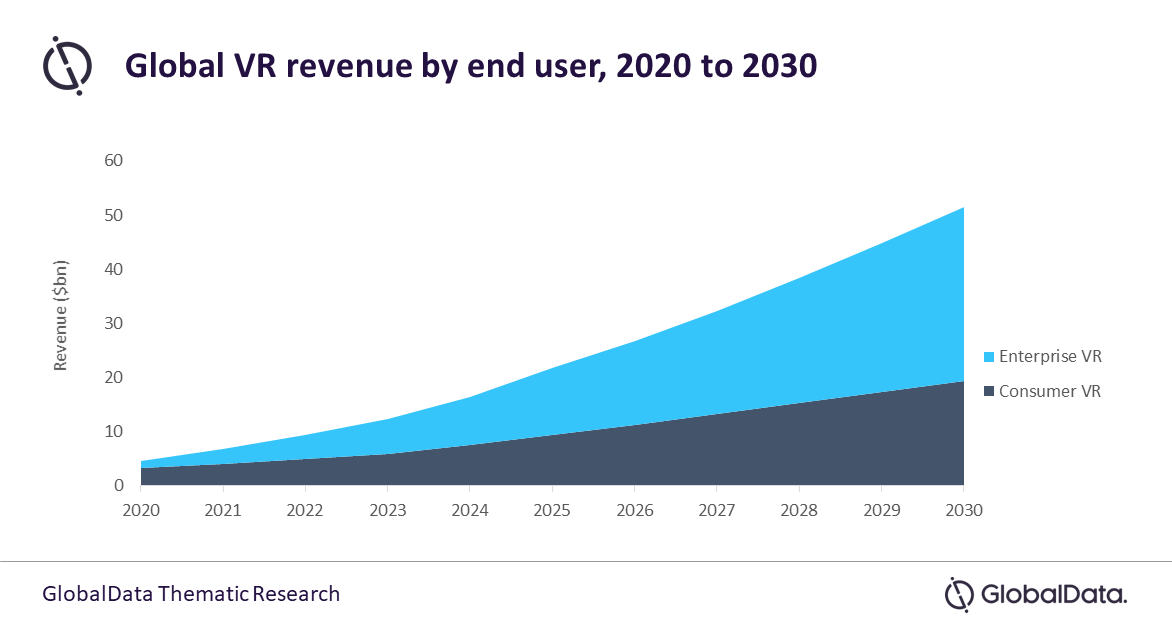 Global VR revenue by end user, 2020 to 2030
60
50
40
30
20
10
0
Revenue ($bn)
2020 2021 2022 2023 2024 2025 2026 2027 2028 2029 2030
Enterprise VR
Consumer VR
GlobalData Thematic Research
GlobalData.